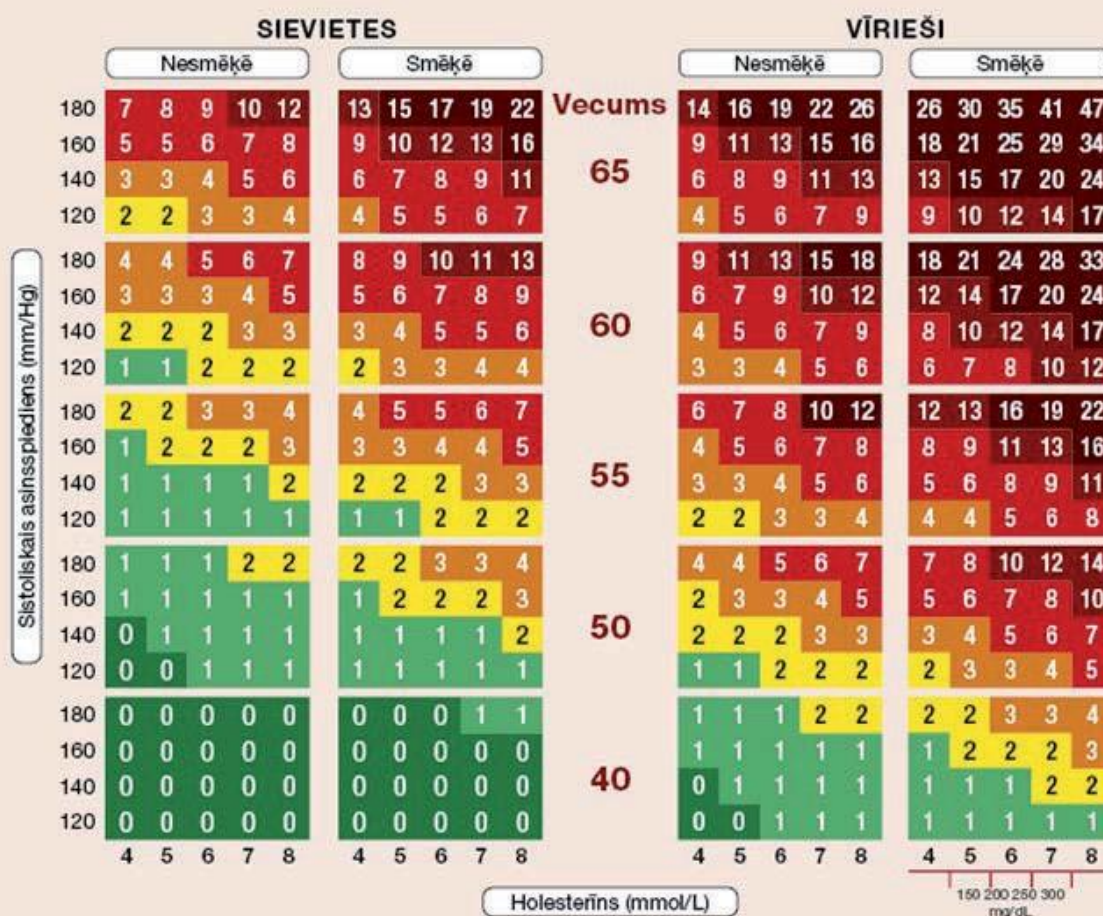 SIEVIETES VĪRIEŠI
Nesmēķē Smēķē Nesmēķē Smēķē
180 7 8 9 10 12 13 15 17 19 22 Vecums 14 16 19 22 26 26 30 35 41 47
160 5 5 6 7 8 9 10 12 13 16 9 11 13 15 16 18 21 25 29 34
65
140 3 3 4 5 6 6 7 8 9 11 6 8 9 11 13 13 15 17 20 24
120 2 2 3 3 4 4 5 5 6 7 4 5 6 7 9 9 10 12 14 17
180 4 4 5 6 7 8 9 10 11 13 9 11 13 15 18 18 21 24 28 33
160 3 3 3 4 5 5 6 7 8 9 6 7 9 10 12 12 14 17 20 24
60
140 2 2 2 3 3 3 4 5 5 6 4 5 6 7 9 8 10 12 14 17
120 1 1 2 2 2 2 3 3 4 4 3 3 4 5 6 6 7 8 10 12
180 2 2 3 3 4 4 5 5 6 7 6 7 8 10 12 12 13 16 19 22
160 1 2 2 2 3 3 3 4 4 5 4 5 6 7 8 8 9 11 13 16
55
140 1 1 1 1 2 2 2 2 3 3 3 3 4 5 6 5 6 8 9 11
120 1 1 1 1 1 1 1 2 2 2 2 2 3 3 4 4 4 5 6 8
180 1 1 1 2 2 2 2 3 3 4 4 4 5 6 7 7 8 10 12 14
160 1 1 1 1 1 1 2 2 2 3 2 3 3 4 5 5 6 7 8 10
50
140 0 1 1 1 1 1 1 1 1 2 2 2 2 3 3 3 4 5 6 7
120 0 0 1 1 1 1 1 1 1 1 1 1 2 2 2 2 3 3 4 5
180 0 0 0 0 0 0 0 0 1 1 1 1 1 2 2 2 2 3 3 4
160 0 0 0 0 0 0 0 0 0 0 1 1 1 1 1 1 2 2 2 3
40
140 0 0 0 0 0 0 0 0 0 0 0 1 1 1 1 1 1 1 2 2
120 0 0 0 0 0 0 0 0 0 0 0 0 1 1 1 1 1 1 1 1
4 5 6 7 8 4 5 6 7 8 4 5 6 7 8 4 5 6 7 8
150 200 250 300
mg/dL
Holesterīns (mmol/L)
Sistoliskais asinsspiediens (mm/Hg)